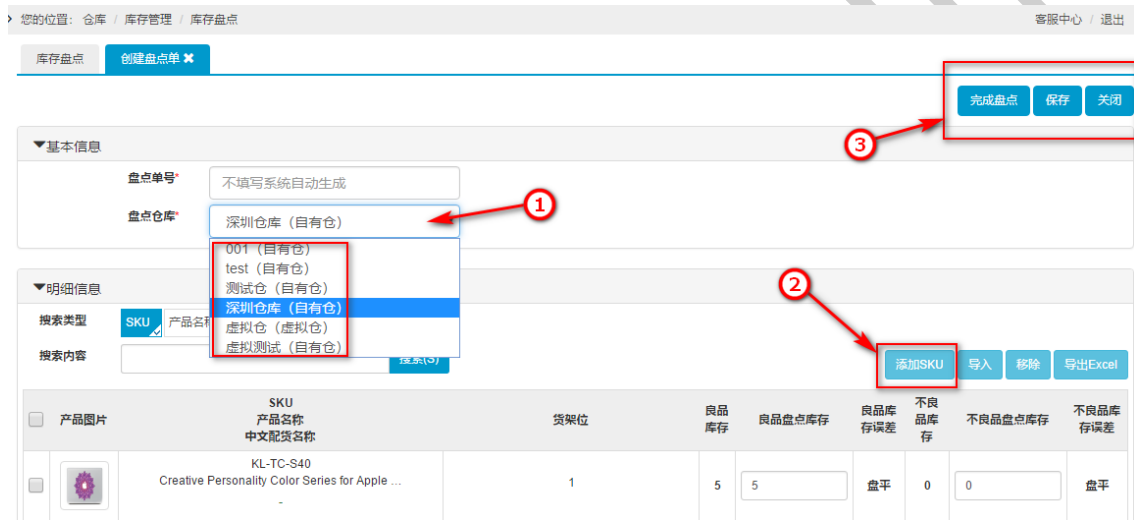 您的位置： 仓库 / 库存管理 / 库存盘点 客服中心 / 退出
库存盘点 创建盘点单 ✖
完成盘点 保存 关闭
3
▼基本信息
盘点单号* 不填写系统自动生成
盘点仓库* 深圳仓库（自有仓）
1
001（自有仓）
test（自有仓）
测试仓（自有仓）
深圳仓库（自有仓）
虚拟仓（虚拟仓）
虚拟测试（自有仓）
▼明细信息
2
搜索类型 SKU 产品名
搜索内容 搜索(S)
添加SKU 导入 移除 导出Excel
产品图片
SKU
产品名称
中文配货名称
货架位
良品
库存
良品盘点库存
良品库
存误差
不良
品库
存
不良品盘点库存
不良品库
存误差
KL-TC-S40
Creative Personality Color Series for Apple ...
-
1 5 5 盘平 0 0 盘平